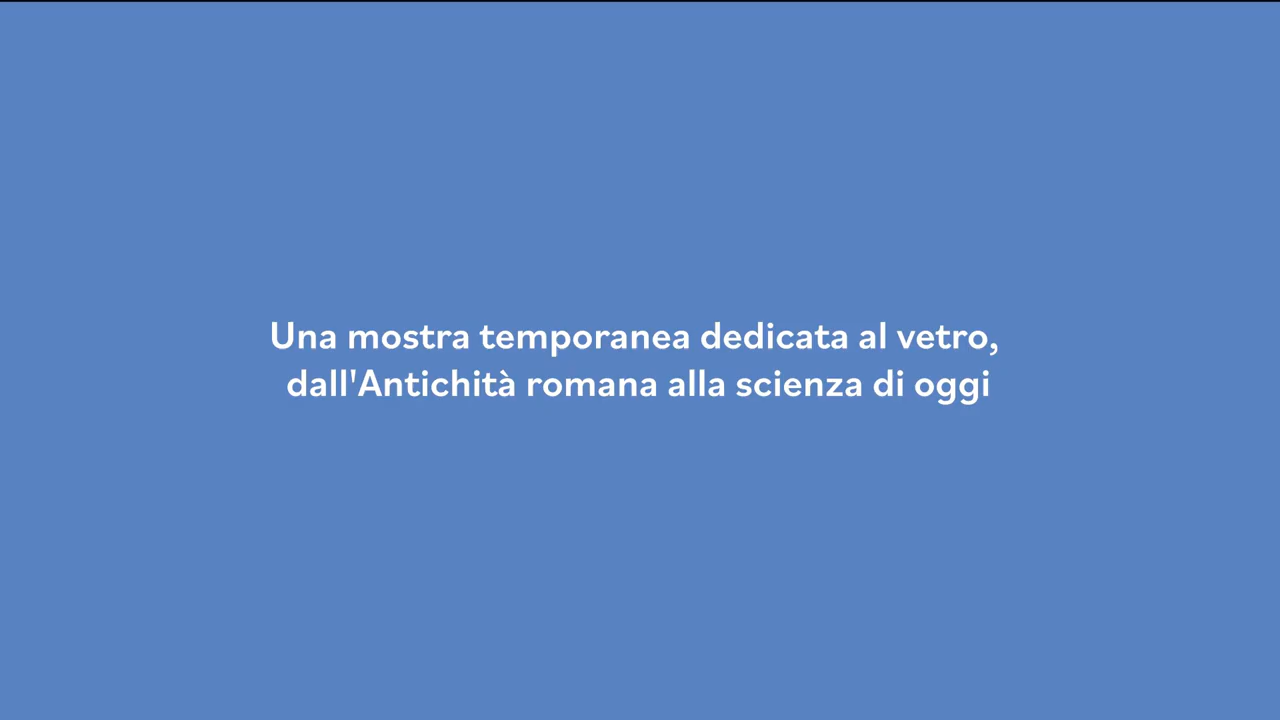 Una mostra temporanea dedicata al vetro,
dall'Antichità romana alla scienza di oggi